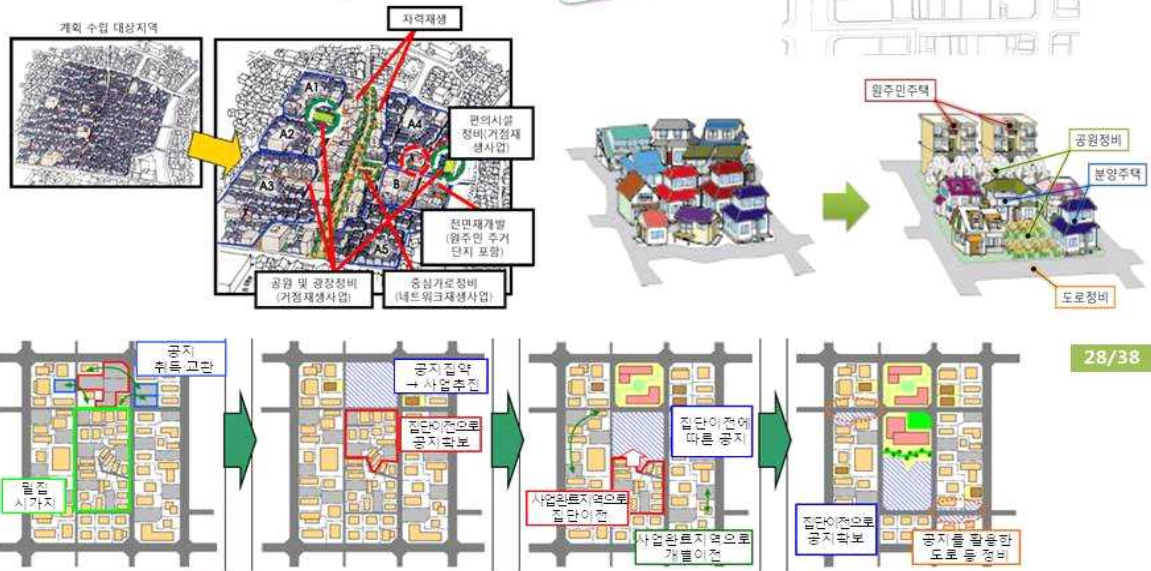 계획 수립 대상지역
자력재생
A1
A2
A3
A4
A5
B
편의시설
정비(거점재
생사업)
전면재개발
(원주민 주거
단지 포함)
공원 및 광장정비
(거점재생사업)
중심가로정비
(네트워크재생사업)
원주민주택
공원정비
분양주택
도로정비
28/38
공지
취득·교환
밀집
시가지
공지집약
→ 사업추진
집단이전으로
공지확보
집단이전에
따른 공지
사업완료지역으로
집단이전
사업완료지역으로
개별이전
집단이전으로
공지확보
공지를 활용한
도로 등 정비